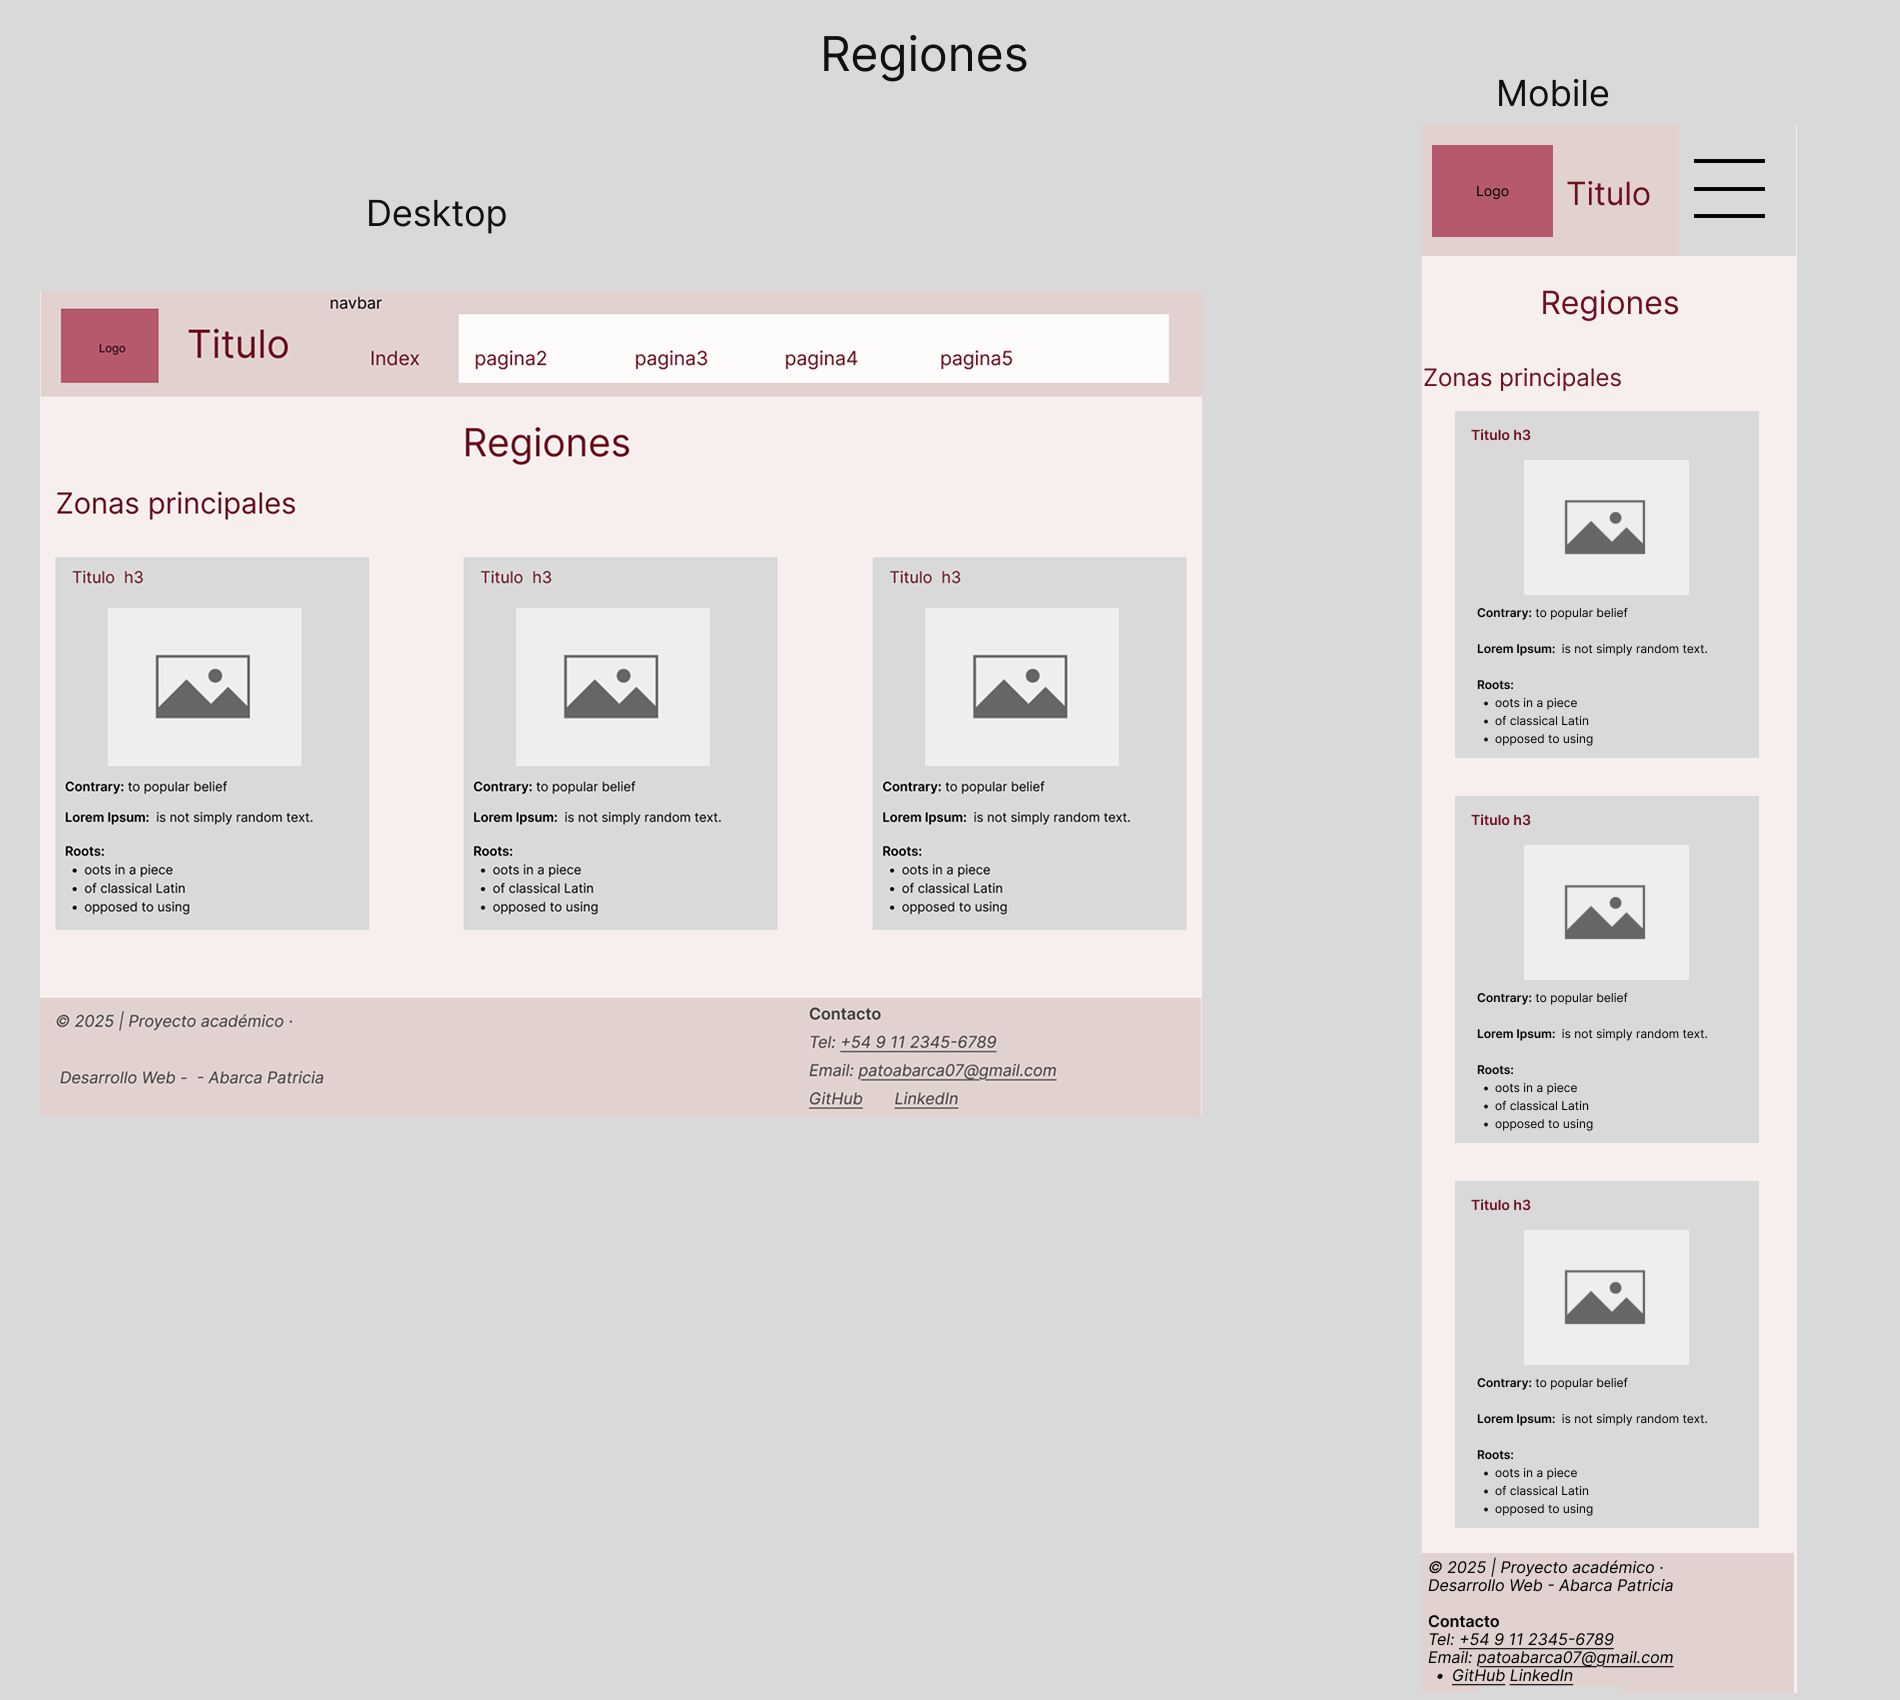 Regiones
Desktop
navbar
Logo
Titulo
Index
pagina2
pagina3
pagina4
pagina5
Regiones
Zonas principales
Titulo h3
Contrary: to popular belief
Lorem Ipsum: is not simply random text.
Roots:
• oots in a piece
• of classical Latin
• opposed to using
Titulo h3
Contrary: to popular belief
Lorem Ipsum: is not simply random text.
Roots:
• oots in a piece
• of classical Latin
• opposed to using
Titulo h3
Contrary: to popular belief
Lorem Ipsum: is not simply random text.
Roots:
• oots in a piece
• of classical Latin
• opposed to using
© 2025 | Proyecto académico ·
Desarrollo Web - - Abarca Patricia
Contacto
Tel: +54 9 11 2345-6789
Email: patoabarca07@gmail.com
GitHub LinkedIn
Mobile
Logo
Titulo
Regiones
Zonas principales
Titulo h3
Contrary: to popular belief
Lorem Ipsum: is not simply random text.
Roots:
• oots in a piece
• of classical Latin
• opposed to using
Titulo h3
Contrary: to popular belief
Lorem Ipsum: is not simply random text.
Roots:
• oots in a piece
• of classical Latin
• opposed to using
Titulo h3
Contrary: to popular belief
Lorem Ipsum: is not simply random text.
Roots:
• oots in a piece
• of classical Latin
• opposed to using
© 2025 | Proyecto académico ·
Desarrollo Web - Abarca Patricia
Contacto
Tel: +54 9 11 2345-6789
Email: patoabarca07@gmail.com
• GitHub LinkedIn